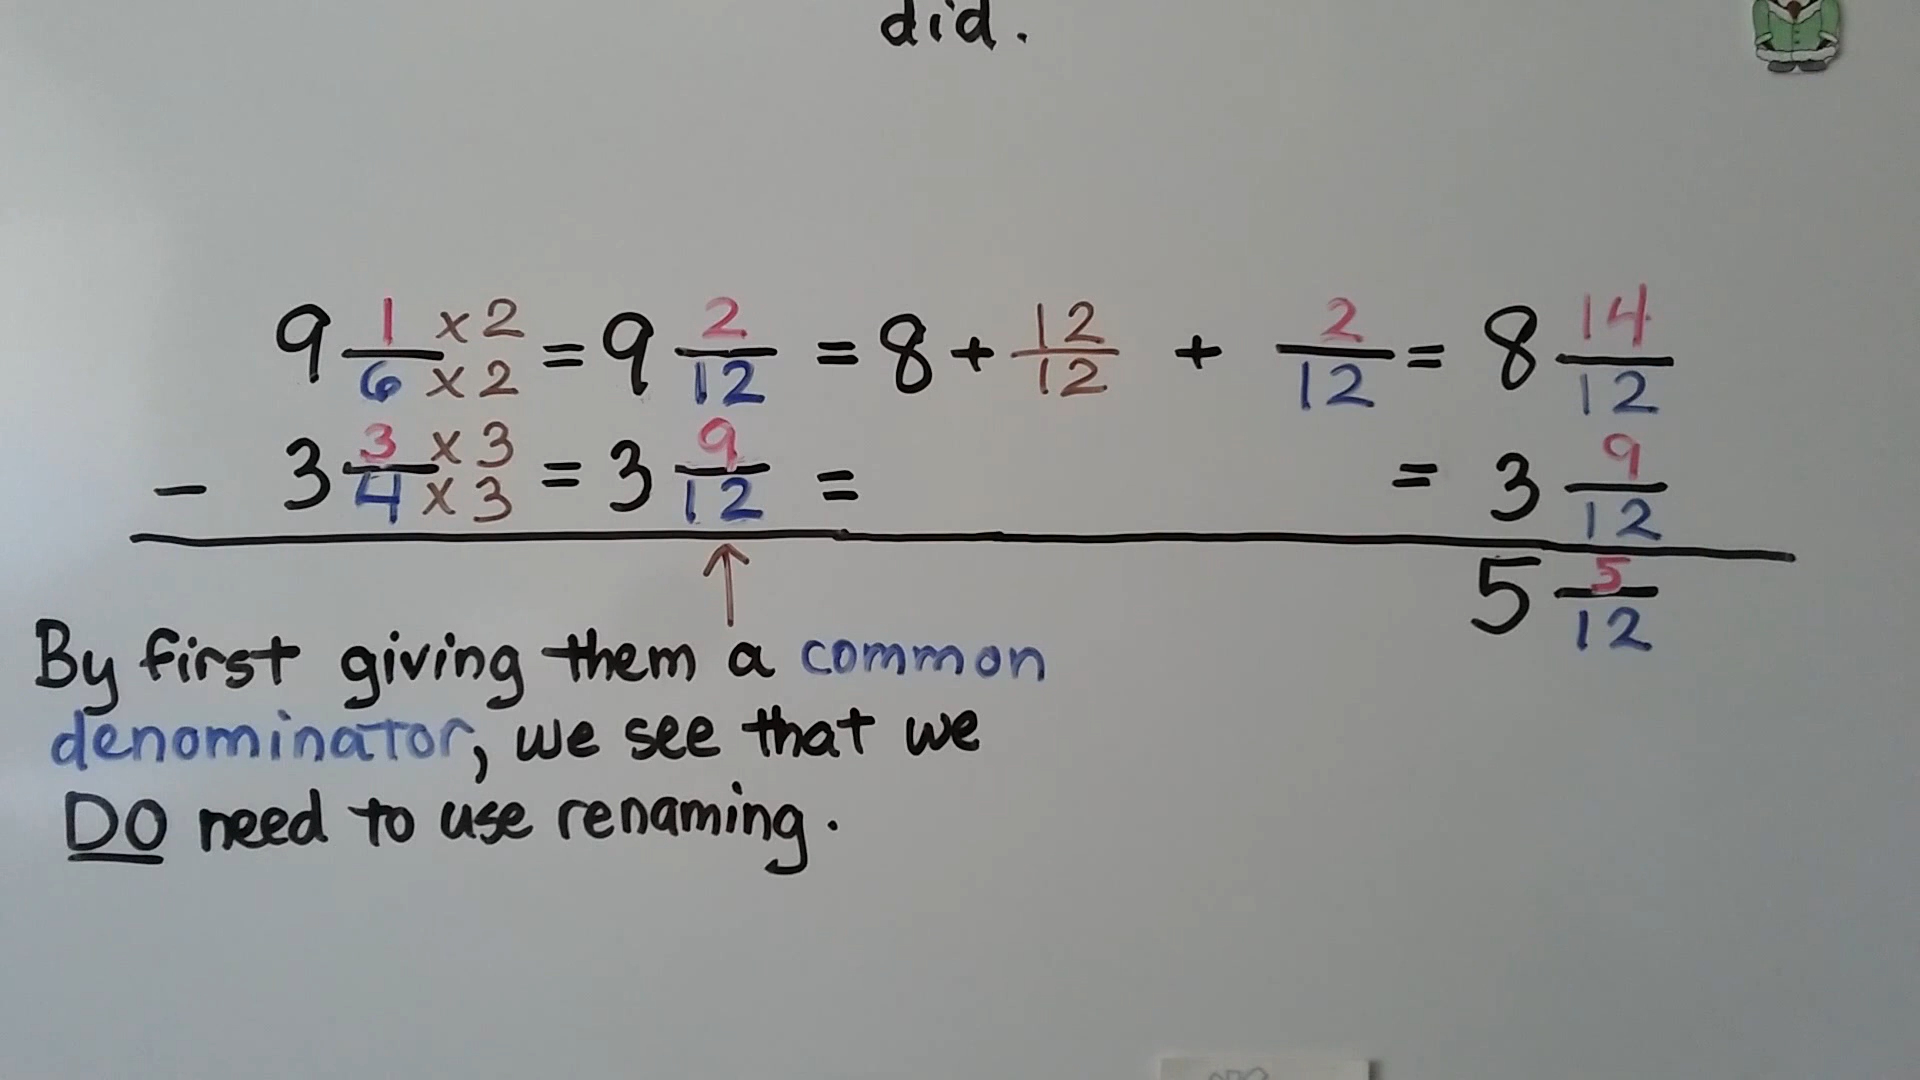 did.
9 1/6 ×2 ×2 = 9 2/12 = 8 + 12/12 + 2/12 = 8 14/12
- 3 3/4 ×3 ×3 = 3 9/12 = = 3 9/12
5 5/12
By first giving them a common
denominator, we see that we
DO need to use renaming.